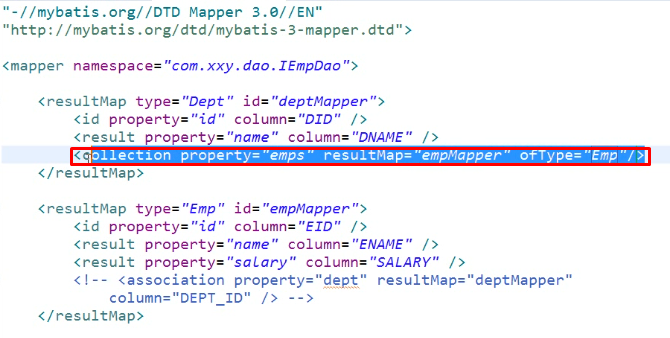 "-//mybatis.org//DTD Mapper 3.0//EN"
"http://mybatis.org/dtd/mybatis-3-mapper.dtd">
<mapper namespace="com.xxy.dao.IEmpDao">
<resultMap type="Dept" id="deptMapper">
<id property="id" column="DID" />
<result property="name" column="DNAME" />
<collection property="emps" resultMap="empMapper" ofType="Emp"/>
</resultMap>
<resultMap type="Emp" id="empMapper">
<id property="id" column="EID" />
<result property="name" column="ENAME" />
<result property="salary" column="SALARY" />
<!-- <association property="dept" resultMap="deptMapper"
column="DEPT_ID" /> -->
</resultMap>